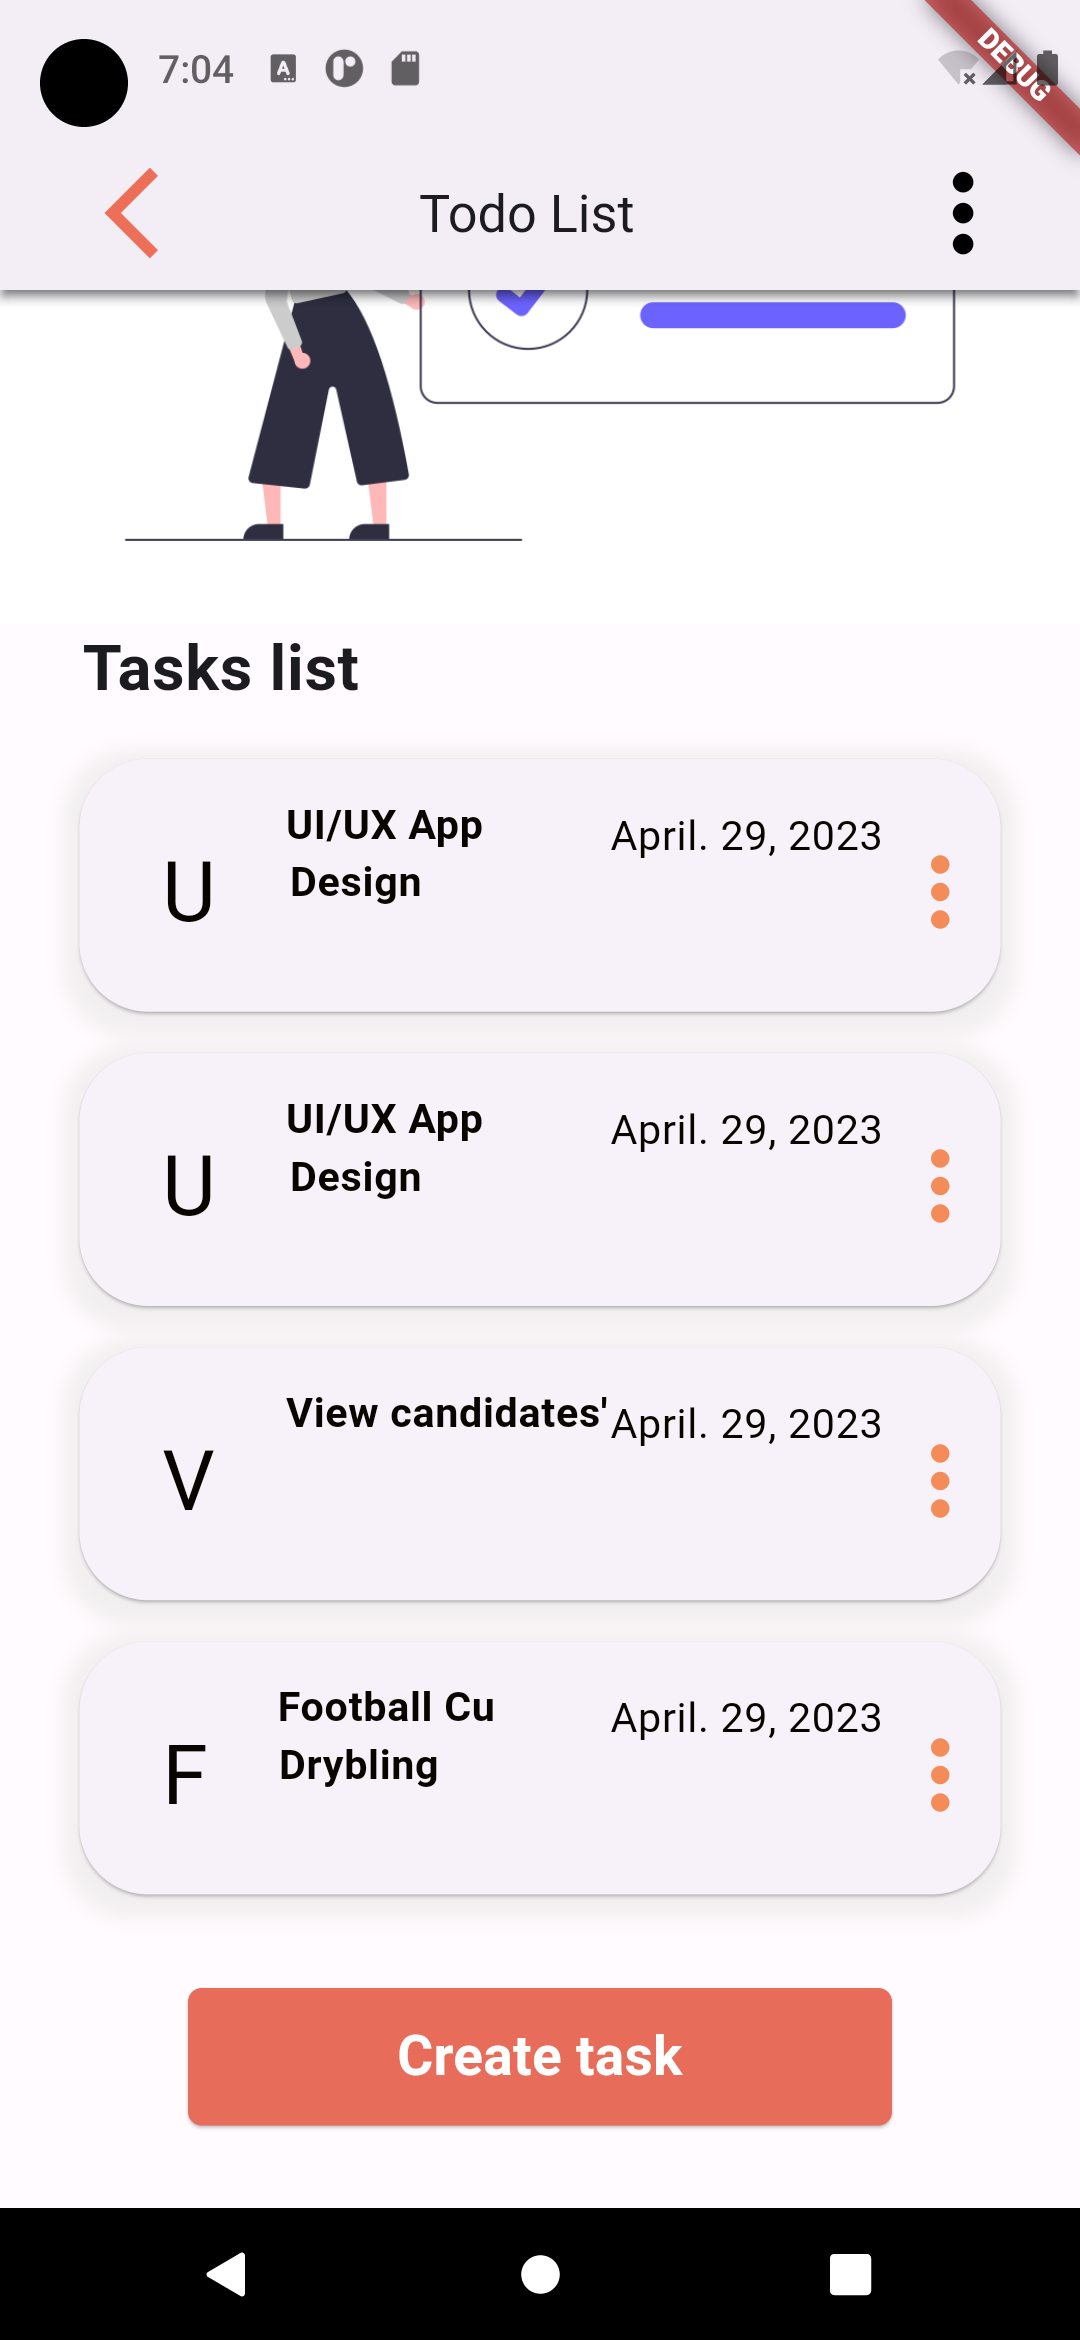 7:04
DEBUG
Todo List
Tasks list
U
UI/UX App
Design
April. 29, 2023
U
UI/UX App
Design
April. 29, 2023
V
View candidates'
April. 29, 2023
F
Football Cu
Drybling
April. 29, 2023
Create task